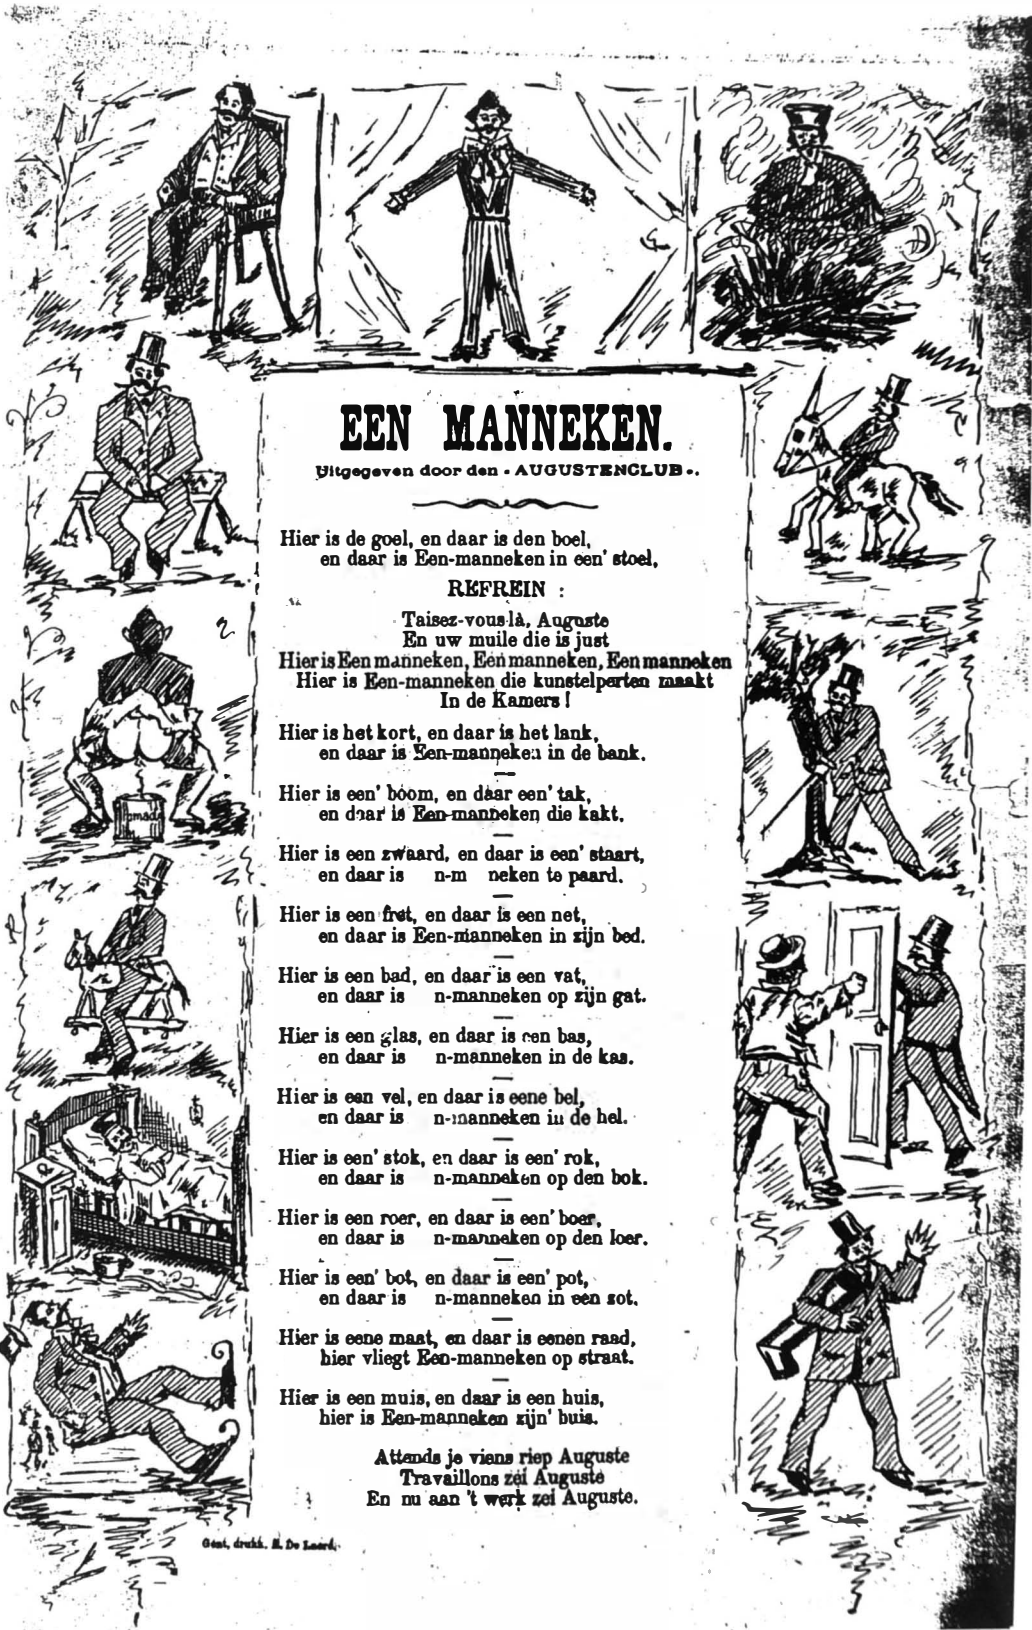 EEN MANNEKEN.
Uitgegeven door den « AUGUSTENCLUB ».
Hier is de goel, en daar is den boel,
en daar is Een-manneken in een' stoel,
REFREIN :
Taisez-vous là, Auguste
En uw muile die is just
Hier is Een manneken, Een manneken, Een manneken
Hier is Een-manneken die kunstelperten maakt
In de Kamers !
Hier is het kort, en daar is het lank,
en daar is Een-manneken in de bank.
Hier is een' boom, en daar een' tak,
en daar is Een-manneken die kakt.
Hier is een zwaard, en daar is een' staart,
en daar is n-m neken te paard.
Hier is een fret, en daar is een net,
en daar is Een-manneken in zijn bed.
Hier is een bad, en daar is een vat,
en daar is n-manneken op zijn gat.
Hier is een glas, en daar is een bas,
en daar is n-manneken in de kas.
Hier is een vel, en daar is eene bel,
en daar is n-manneken in de hel.
Hier is een' stok, en daar is een' rok,
en daar is n-manneken op den bok.
Hier is een roer, en daar is een' boer,
en daar is n-manneken op den loer.
Hier is een' bot, en daar is een' pot,
en daar is n-manneken in een zot.
Hier is eene maat, en daar is eenen raad,
hier vliegt Een-manneken op straat.
Hier is een muis, en daar is een huis,
hier is Een-manneken zijn' buis.
Attends je viens riep Auguste
Travaillons zei Auguste
En nu aan 't werk zei Auguste.
Pomade
Gent, drukk. H. De